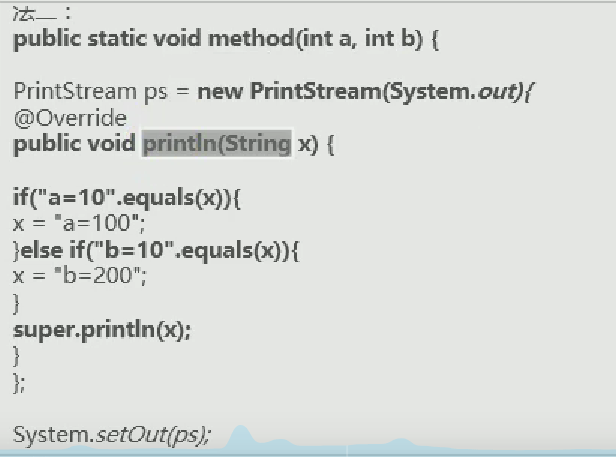 法二：
public static void method(int a, int b) {
PrintStream ps = new PrintStream(System.out){
@Override
public void println(String x) {
if("a=10".equals(x)){
x = "a=100";
}else if("b=10".equals(x)){
x = "b=200";
}
super.println(x);
}
};
System.setOut(ps);